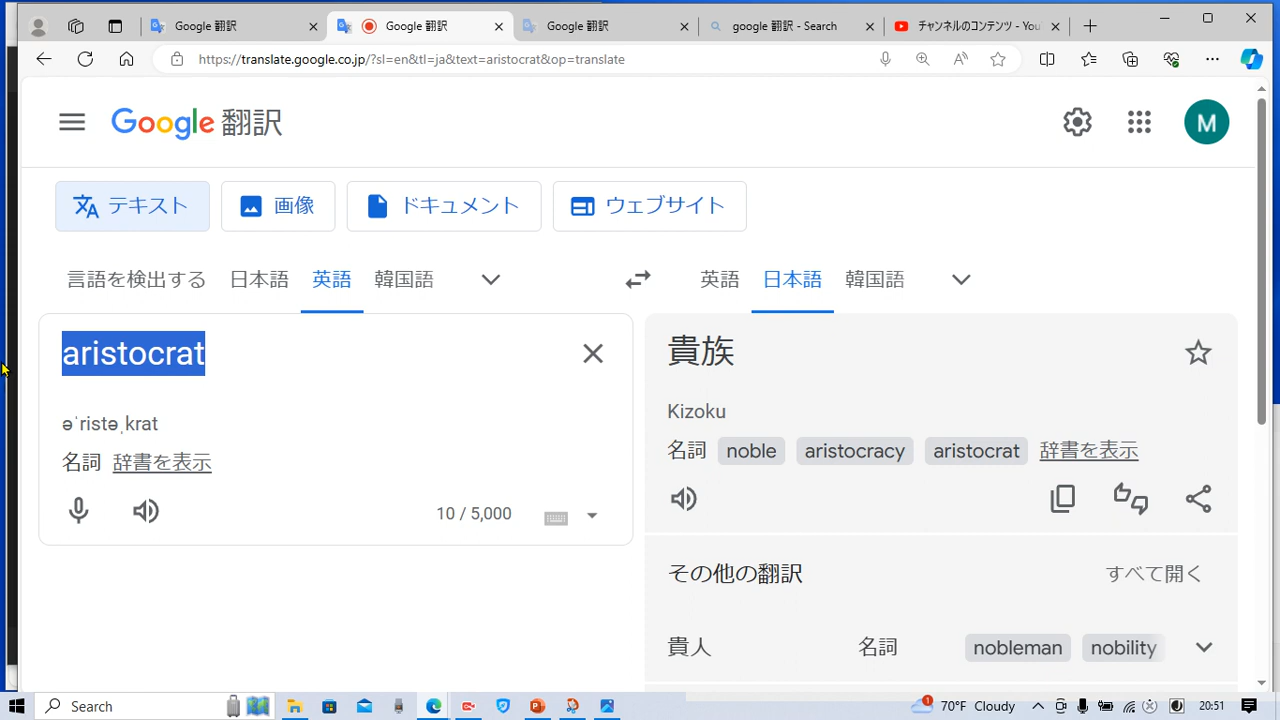 Google 翻訳
Google 翻訳
Google 翻訳
google 翻訳 - Search
チャンネルのコンテンツ - You
https://translate.google.co.jp/?sl=en&tl=ja&text=aristocrat&op=translate
Google 翻訳
M
テキスト
画像
ドキュメント
ウェブサイト
言語を検出する
日本語
英語
韓国語
英語
日本語
韓国語
aristocrat
əˈristəˌkrat
名詞 辞書を表示
10 / 5,000
貴族
Kizoku
名詞 noble aristocracy aristocrat 辞書を表示
その他の翻訳
すべて開く
貴人 名詞 nobleman nobility
Search
1
70°F Cloudy
20:51